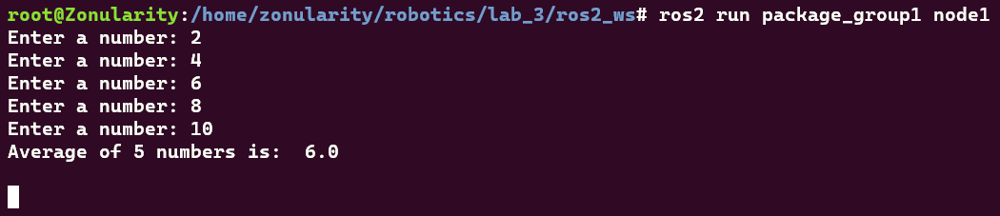 root@Zonularity:/home/zonularity/robotics/lab_3/ros2_ws# ros2 run package_group1 node1
Enter a number: 2
Enter a number: 4
Enter a number: 6
Enter a number: 8
Enter a number: 10
Average of 5 numbers is:  6.0